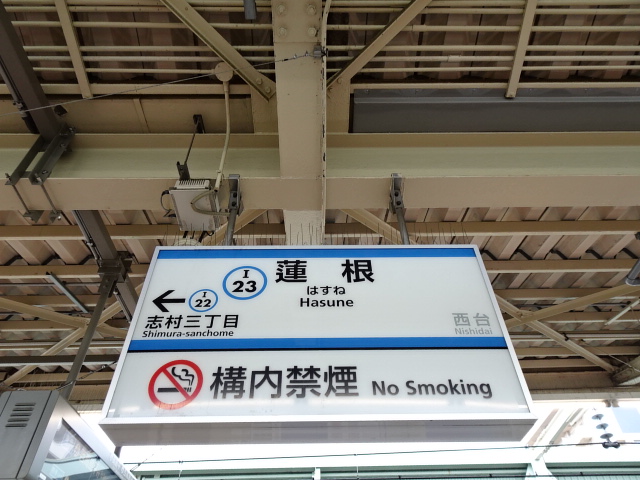 I
23
蓮根
はすね
Hasune
I
22
志村三丁目
Shimura-sanchome
西台
Nishidai
構内禁煙 No Smoking